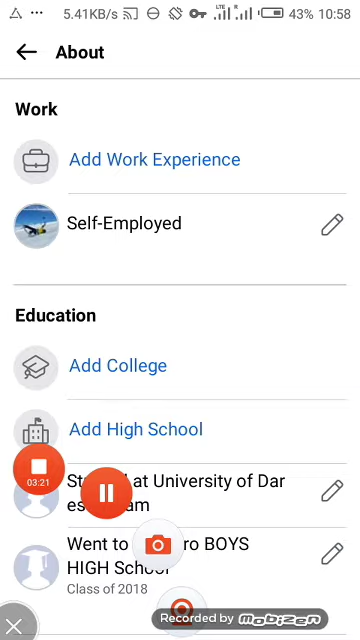 5.41KB/s LTE R 43% 10:58
About
Work
Add Work Experience
Self-Employed
Education
Add College
Add High School
03:21
at University of Dar
es am
Went to ro BOYS
HIGH School
Class of 2018
Recorded by mobizen